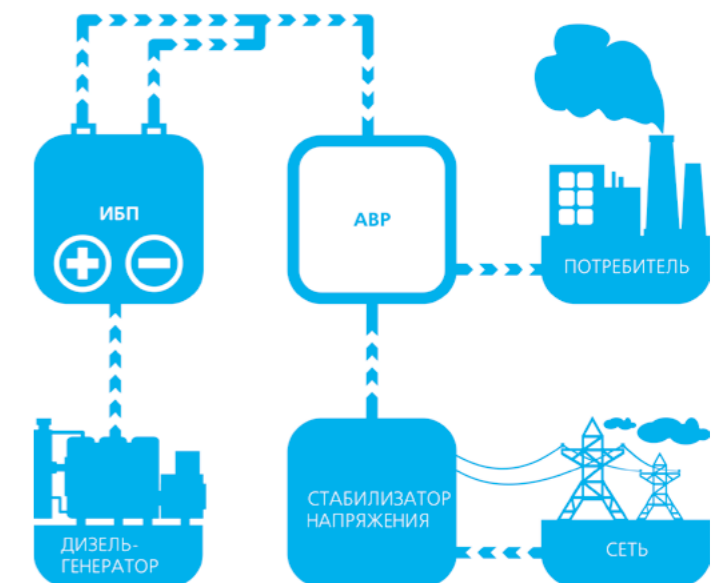 ИБП
АВР
ПОТРЕБИТЕЛЬ
СТАБИЛИЗАТОР
НАПРЯЖЕНИЯ
ДИЗЕЛЬ-
ГЕНЕРАТОР
СЕТЬ